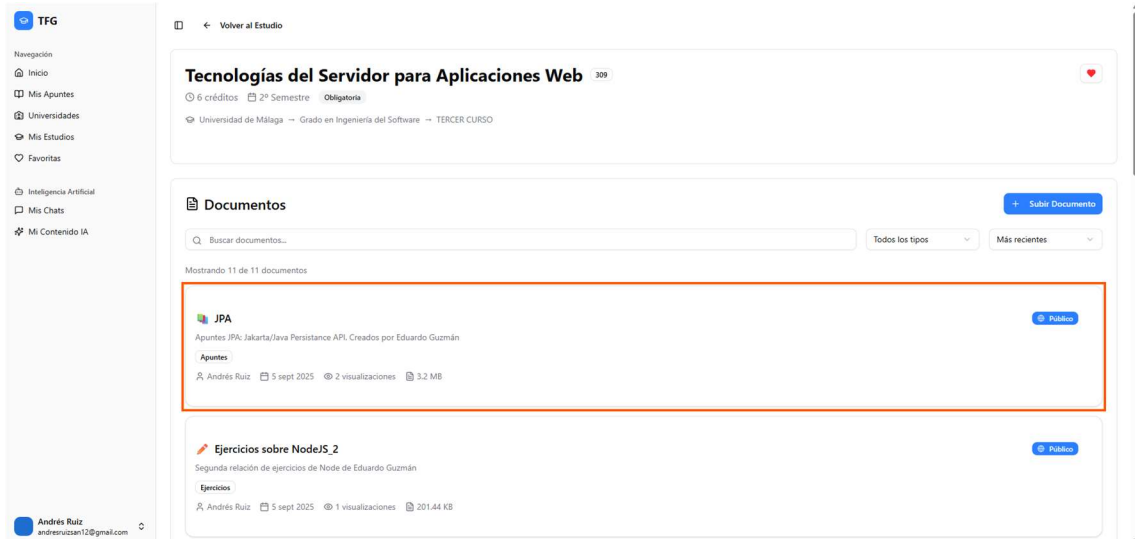 TFG
Volver al Estudio
Navegación
Inicio
Mis Apuntes
Universidades
Mis Estudios
Favoritas
Inteligencia Artificial
Mis Chats
Mi Contenido IA
Tecnologías del Servidor para Aplicaciones Web 309
6 créditos 2º Semestre Obligatoria
Universidad de Málaga → Grado en Ingeniería del Software → TERCER CURSO
Documentos
+ Subir Documento
Buscar documentos...
Todos los tipos
Más recientes
Mostrando 11 de 11 documentos
JPA
Público
Apuntes JPA: Jakarta/Java Persistance API. Creados por Eduardo Guzmán
Apuntes
Andrés Ruiz 5 sept 2025 2 visualizaciones 3.2 MB
Ejercicios sobre NodeJS_2
Público
Segunda relación de ejercicios de Node de Eduardo Guzmán
Ejercicios
Andrés Ruiz 5 sept 2025 1 visualizaciones 201.44 KB
Andrés Ruiz
andresruizsan12@gmail.com